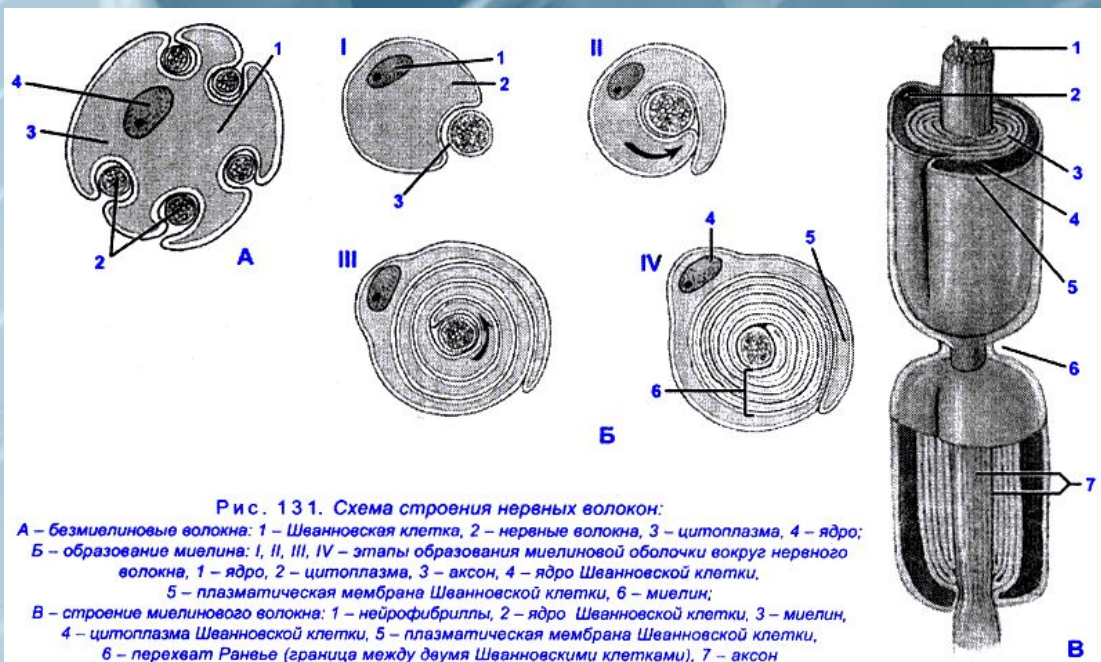 1
4
3
2
А
I
1
2
3
II
III
IV
4
5
6
Б
1
2
3
4
5
6
7
В
Рис. 131. Схема строения нервных волокон:
А – безмиелиновые волокна: 1 – Шванновская клетка, 2 – нервные волокна, 3 – цитоплазма, 4 – ядро;
Б – образование миелина: I, II, III, IV – этапы образования миелиновой оболочки вокруг нервного
волокна, 1 – ядро, 2 – цитоплазма, 3 – аксон, 4 – ядро Шванновской клетки,
5 – плазматическая мембрана Шванновской клетки, 6 – миелин;
В – строение миелинового волокна: 1 – нейрофибриллы, 2 – ядро Шванновской клетки, 3 – миелин,
4 – цитоплазма Шванновской клетки, 5 – плазматическая мембрана Шванновской клетки,
6 – перехват Ранвье (граница между двумя Шванновскими клетками), 7 – аксон